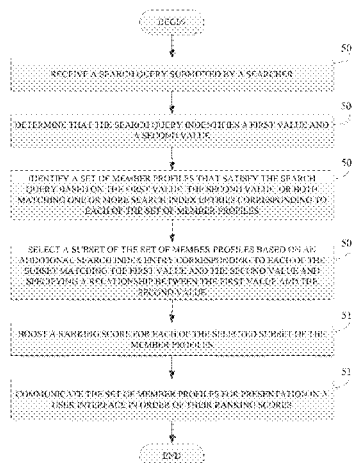 BEGIN
50
RECEIVE A SEARCH QUERY SUBMITTED BY A SEARCHER
50
DETERMINE THAT THE SEARCH QUERY INDENTIFIES A FIRST VALUE AND
A SECOND VALUE
50
IDENTIFY A SET OF MEMBER PROFILES THAT SATISFY THE SEARCH
QUERY BASED ON THE FIRST VALUE, THE SECOND VALUE, OR BOTH
MATCHING ONE OR MORE SEARCH INDEX ENTRIES CORRESPONDING TO
EACH OF THE SET OF MEMBER PROFILES
50
SELECT A SUBSET OF THE SET OF MEMBER PROFILES BASED ON AN
ADDITIONAL SEARCH INDEX ENTRY CORRESPONDING TO EACH OF THE
SUBSET MATCHING THE FIRST VALUE AND THE SECOND VALUE AND
SPECIFYING A RELATIONSHIP BETWEEN THE FIRST VALUE AND THE
SECOND VALUE
51
BOOST A RANKING SCORE FOR EACH OF THE SELECTED SUBSET OF THE
MEMBER PROFILES
51
COMMUNICATE THE SET OF MEMBER PROFILES FOR PRESENTATION IN A
USER INTERFACE IN ORDER OF THEIR RANKING SCORES
END